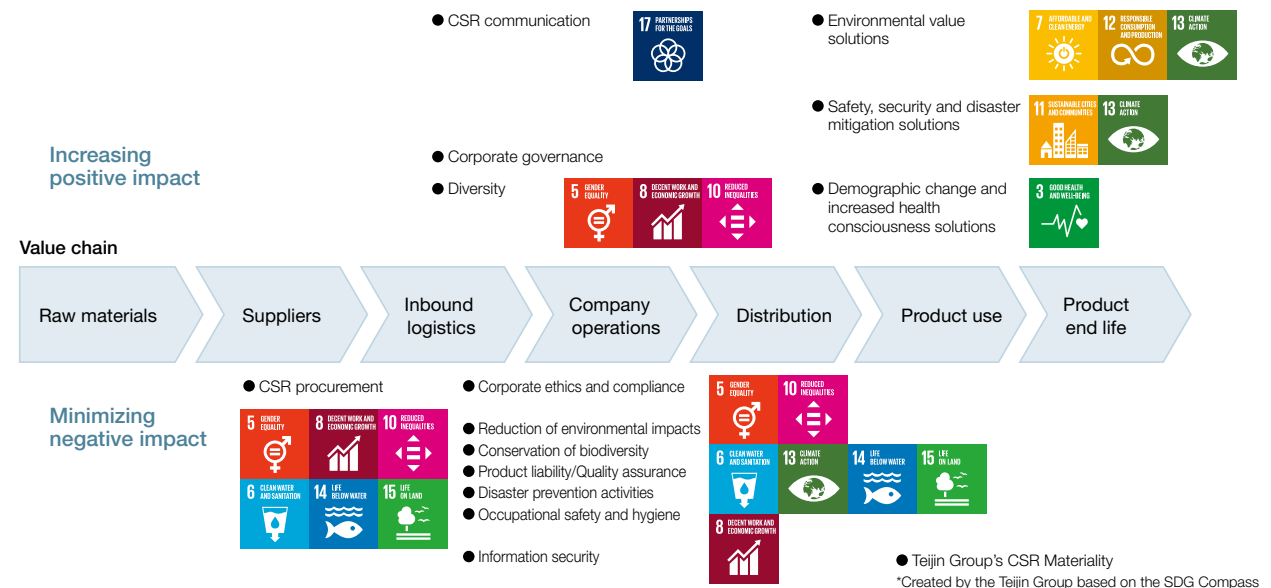 ● CSR communication
17 PARTNERSHIPS
FOR THE GOALS
● Environmental value
solutions
7 AFFORDABLE AND
CLEAN ENERGY
12 RESPONSIBLE
CONSUMPTION
AND PRODUCTION
13 CLIMATE
ACTION
● Safety, security and disaster
mitigation solutions
11 SUSTAINABLE CITIES
AND COMMUNITIES
13 CLIMATE
ACTION
Increasing
positive impact
● Corporate governance
● Diversity
5 GENDER
EQUALITY
8 DECENT WORK AND
ECONOMIC GROWTH
10 REDUCED
INEQUALITIES
● Demographic change and
increased health
consciousness solutions
3 GOOD HEALTH
AND WELL-BEING
Value chain
Raw materials
Suppliers
Inbound
logistics
Company
operations
Distribution
Product use
Product
end life
Minimizing
negative impact
● CSR procurement
5 GENDER
EQUALITY
8 DECENT WORK AND
ECONOMIC GROWTH
10 REDUCED
INEQUALITIES
6 CLEAN WATER
AND SANITATION
14 LIFE
BELOW WATER
15 LIFE
ON LAND
● Corporate ethics and compliance
● Reduction of environmental impacts
● Conservation of biodiversity
● Product liability/Quality assurance
● Disaster prevention activities
● Occupational safety and hygiene
● Information security
5 GENDER
EQUALITY
10 REDUCED
INEQUALITIES
6 CLEAN WATER
AND SANITATION
13 CLIMATE
ACTION
14 LIFE
BELOW WATER
15 LIFE
ON LAND
8 DECENT WORK AND
ECONOMIC GROWTH
● Teijin Group's CSR Materiality
*Created by the Teijin Group based on the SDG Compass